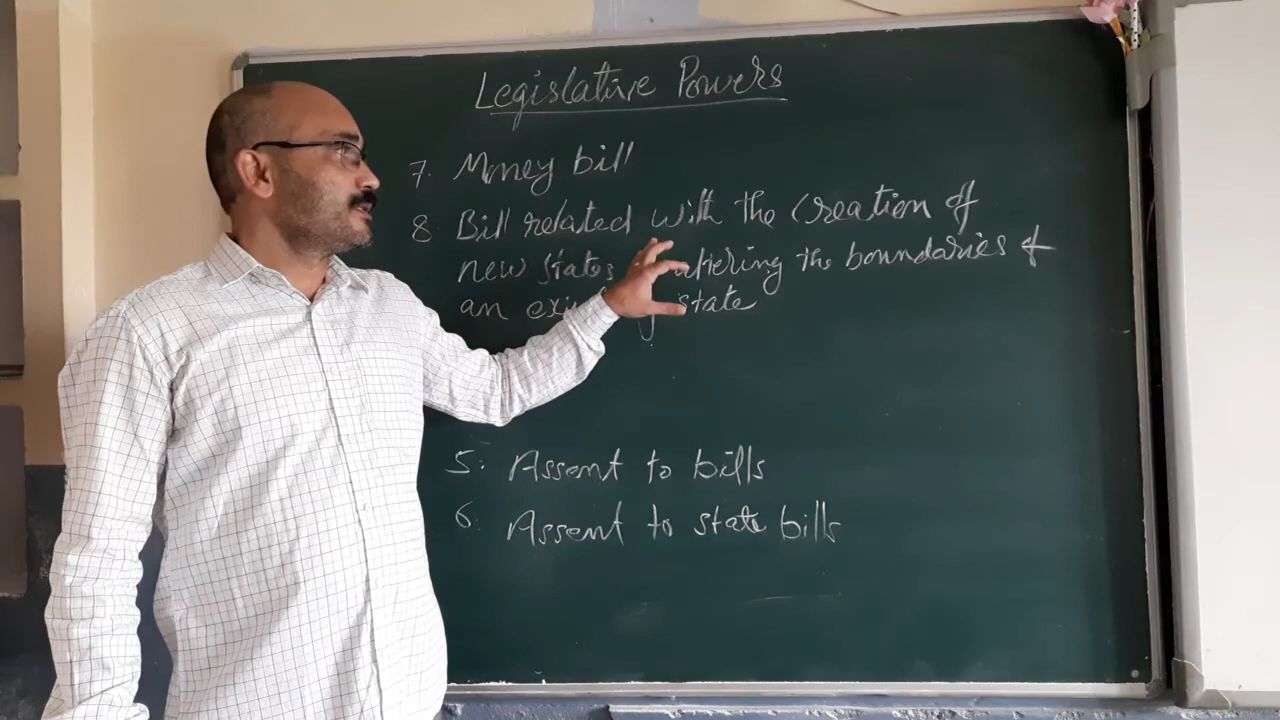 Legislative Powers
7. Money bill
8 Bill related with the Creation of
new states altering the boundaries of
an existing state
5. Assent to bills
6. Assent to state bills